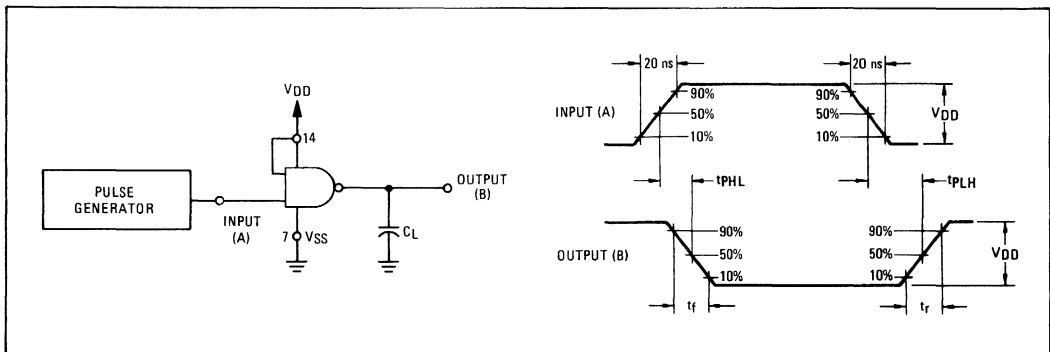 VDD
14
PULSE
GENERATOR
INPUT
(A)
7
VSS
CL
OUTPUT
(B)
20 ns
20 ns
INPUT (A)
90%
50%
10%
90%
50%
10%
VDD
tPHL
tPLH
OUTPUT (B)
90%
50%
10%
90%
50%
10%
VDD
tf
tr